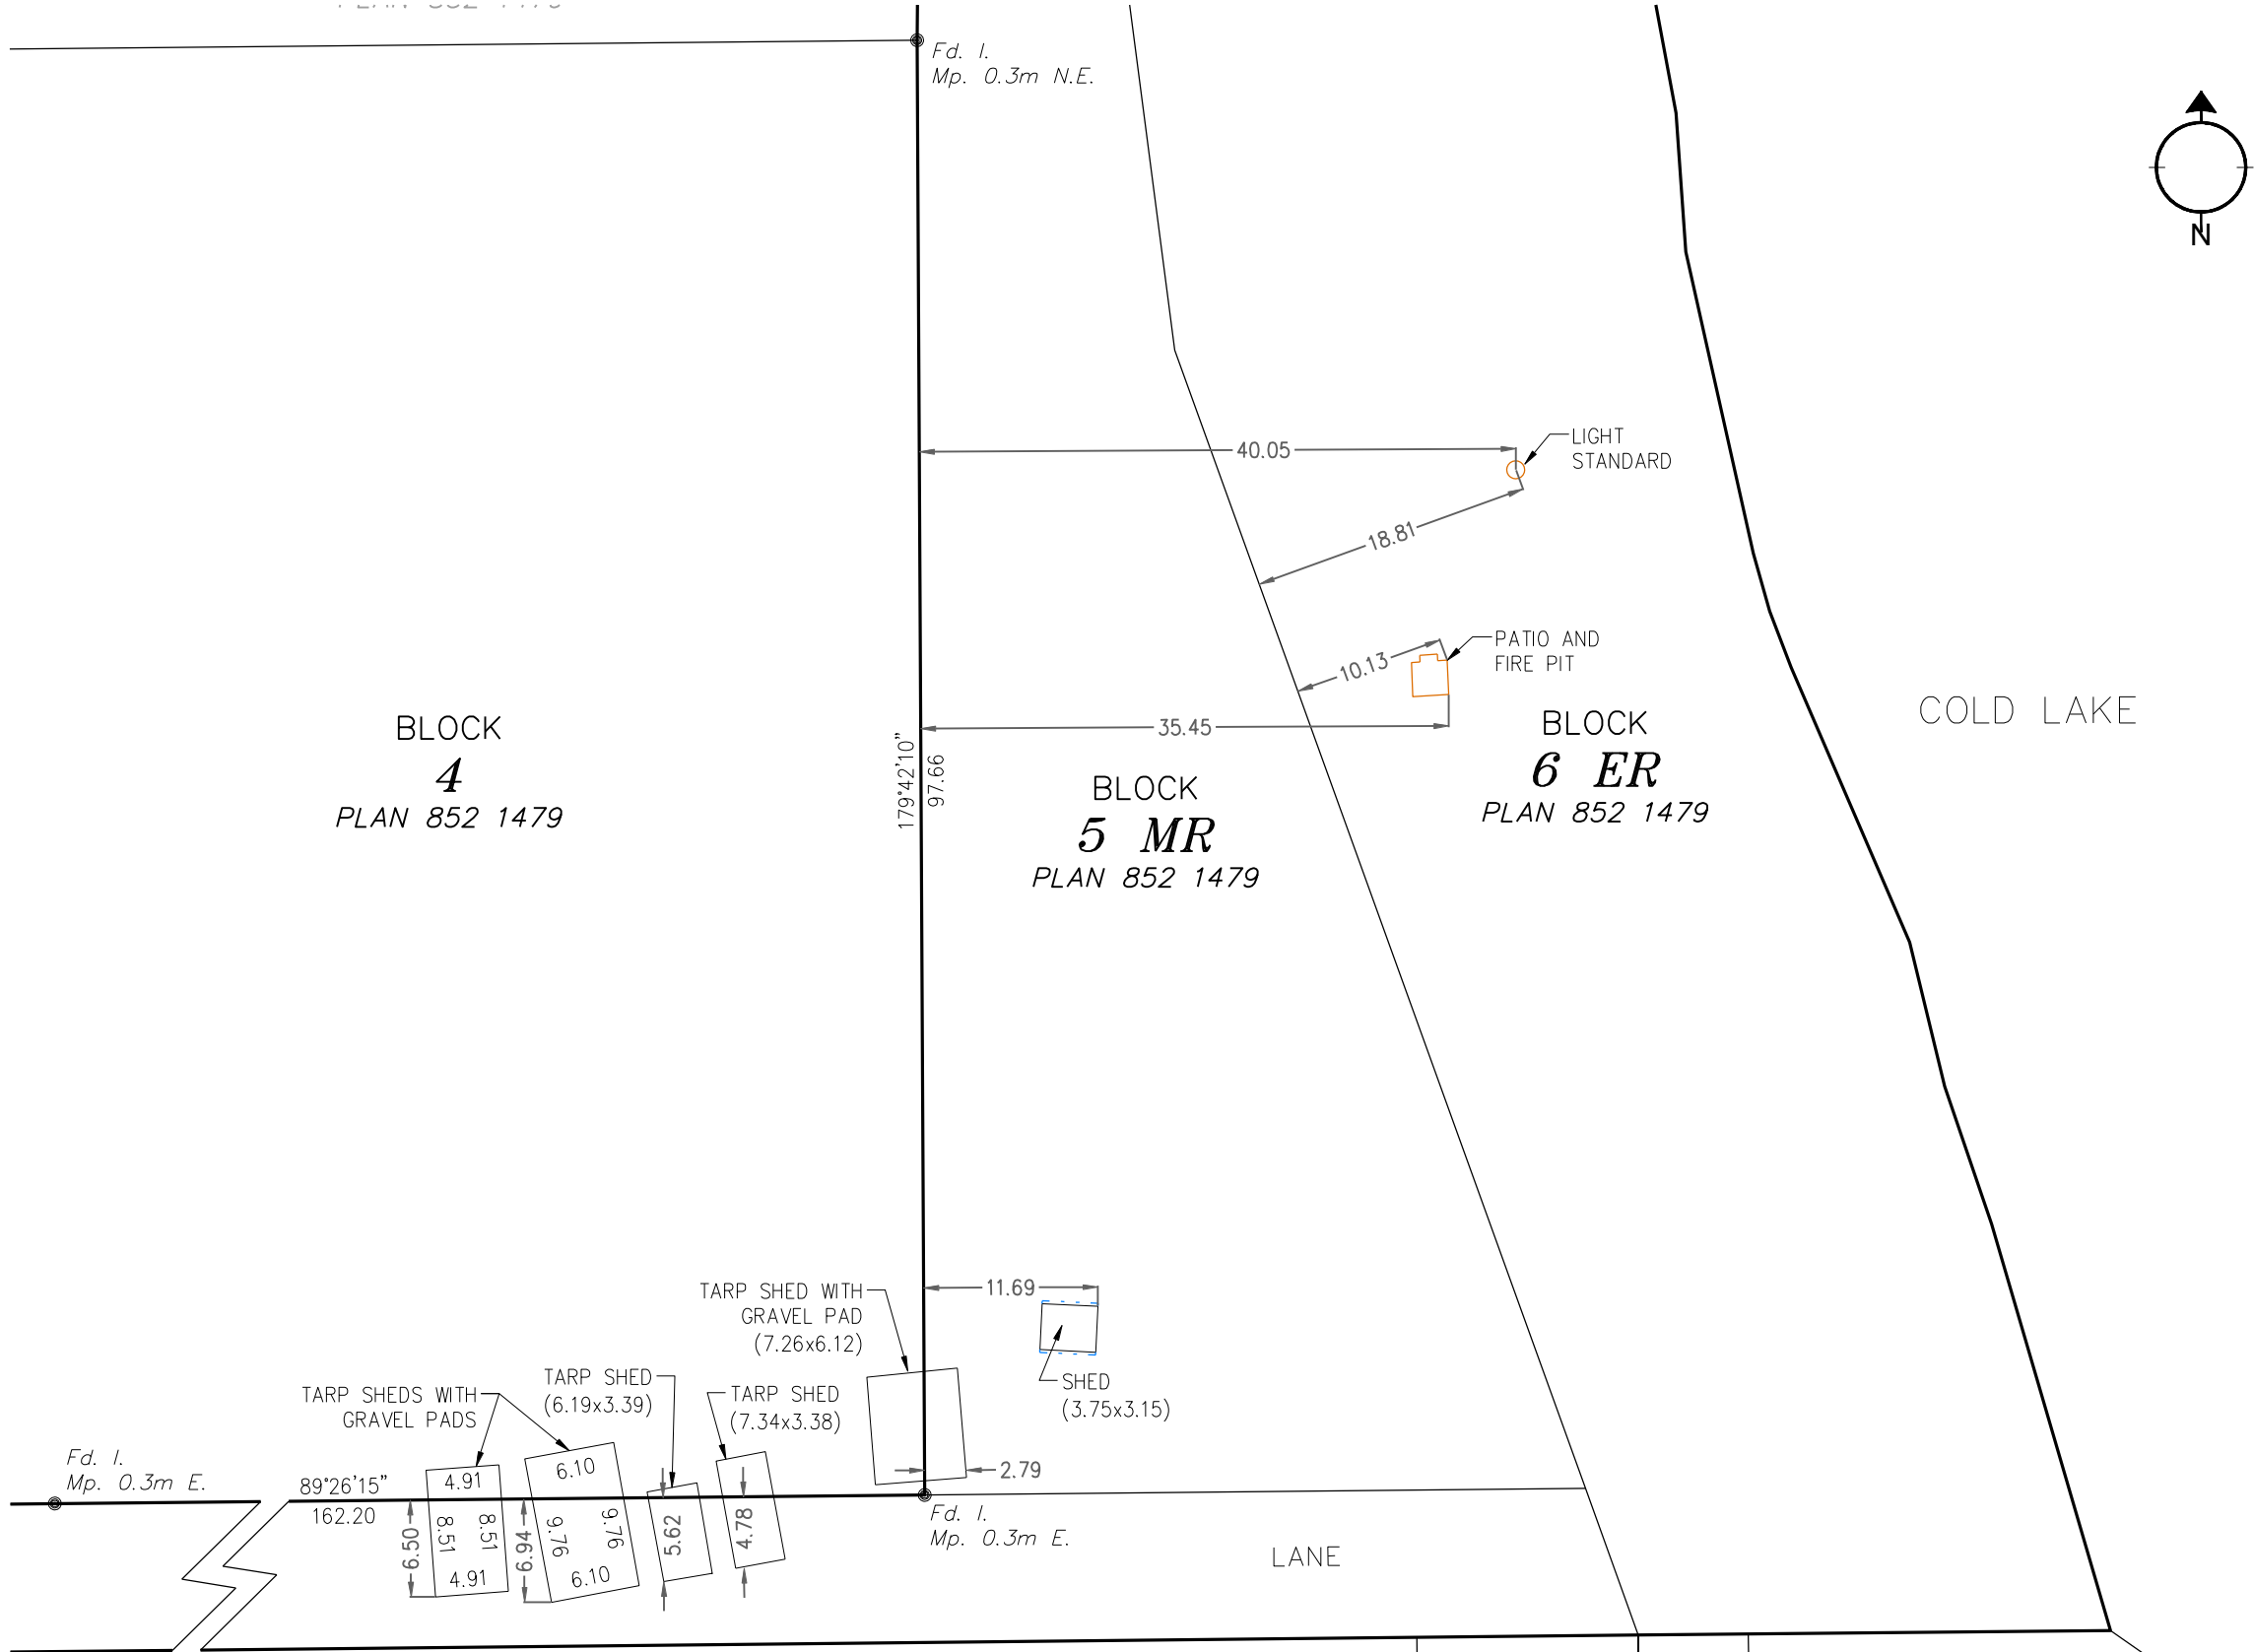 Fd. I.
Mp. 0.3m N.E.
N
40.05
LIGHT
STANDARD
18.81
PATIO AND
FIRE PIT
10.13
35.45
BLOCK
4
PLAN 852 1479
179°42'10"
97.66
BLOCK
5 MR
PLAN 852 1479
BLOCK
6 ER
PLAN 852 1479
COLD LAKE
11.69
TARP SHED WITH
GRAVEL PAD
(7.26x6.12)
SHED
(3.75x3.15)
TARP SHEDS WITH
GRAVEL PADS
TARP SHED
(6.19x3.39)
TARP SHED
(7.34x3.38)
2.79
Fd. I.
Mp. 0.3m E.
89°26'15"
162.20
4.91
8.51
8.51
4.91
6.50
6.10
9.76
9.76
6.10
6.94
5.62
4.78
Fd. I.
Mp. 0.3m E.
LANE